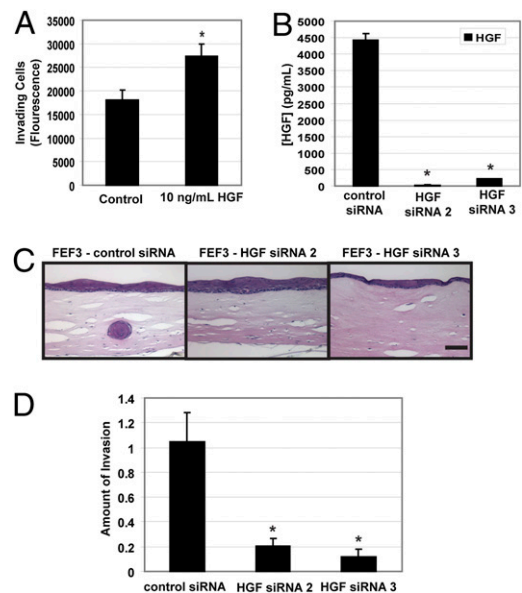 A
35000
30000
25000
20000
15000
10000
5000
0
Invading Cells
(Flourescence)
*
Control
10 ng/mL HGF
B
5000
4500
4000
3500
3000
2500
2000
1500
1000
500
0
[HGF] (pg/mL)
HGF
*
*
control
siRNA
HGF
siRNA 2
HGF
siRNA 3
C
FEF3 - control siRNA
FEF3 - HGF siRNA 2
FEF3 - HGF siRNA 3
D
1.4
1.2
1
0.8
0.6
0.4
0.2
0
Amount of Invasion
*
*
control siRNA
HGF siRNA 2
HGF siRNA 3